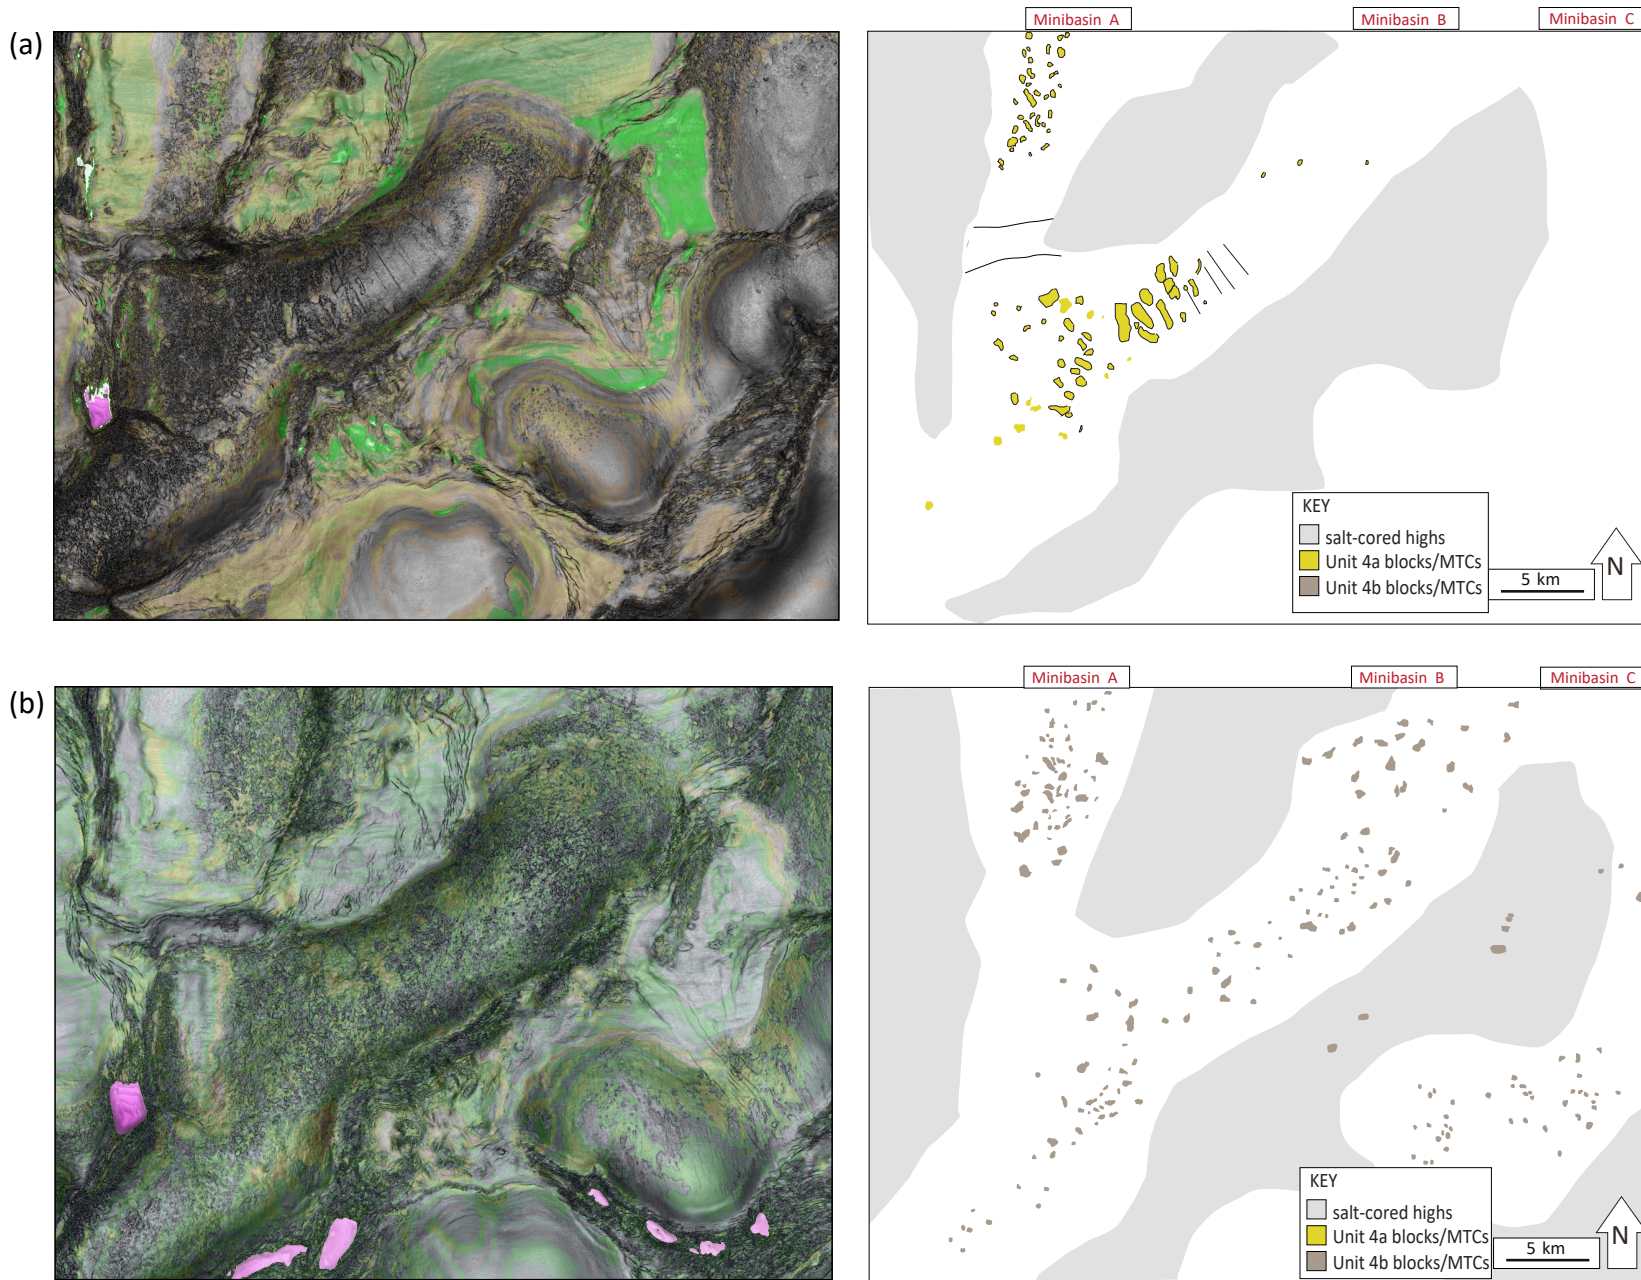 (a)
Minibasin A
Minibasin B
Minibasin C
KEY
salt-cored highs
Unit 4a blocks/MTCs
Unit 4b blocks/MTCs
5 km
N
(b)
Minibasin A
Minibasin B
Minibasin C
KEY
salt-cored highs
Unit 4a blocks/MTCs
Unit 4b blocks/MTCs
5 km
N